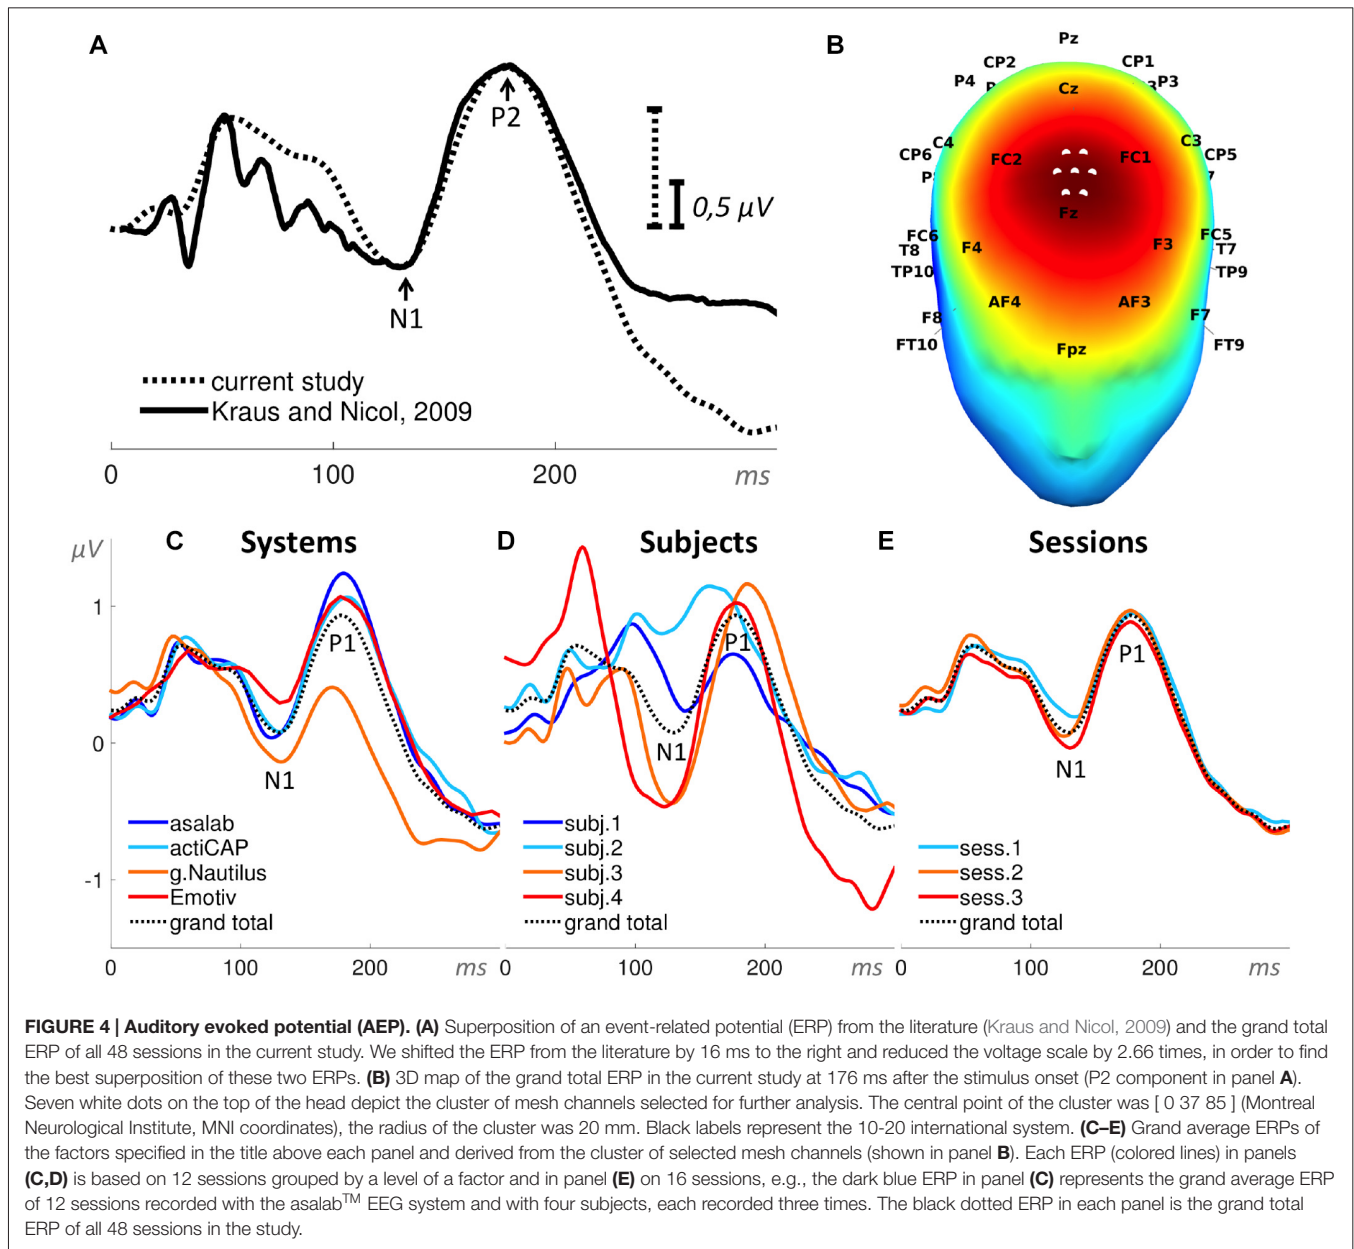 A
P2
0,5 µV
N1
current study
Kraus and Nicol, 2009
0
100
200
ms
B
Pz
CP2
CP1
P4
P3
Cz
C4
C3
CP6
FC2
FC1
CP5
Fz
FC6
FC5
T8
F4
F3
T7
TP10
TP9
AF4
AF3
F8
F7
FT10
Fpz
FT9
µV
C
Systems
1
P1
0
N1
asalab
actiCAP
g.Nautilus
Emotiv
grand total
-1
0
100
200
ms
D
Subjects
P1
N1
subj.1
subj.2
subj.3
subj.4
grand total
0
100
200
ms
E
Sessions
P1
N1
sess.1
sess.2
sess.3
grand total
0
100
200
ms
FIGURE 4 | Auditory evoked potential (AEP). (A) Superposition of an event-related potential (ERP) from the literature (Kraus and Nicol, 2009) and the grand total
ERP of all 48 sessions in the current study. We shifted the ERP from the literature by 16 ms to the right and reduced the voltage scale by 2.66 times, in order to find
the best superposition of these two ERPs. (B) 3D map of the grand total ERP in the current study at 176 ms after the stimulus onset (P2 component in panel A).
Seven white dots on the top of the head depict the cluster of mesh channels selected for further analysis. The central point of the cluster was [ 0 37 85 ] (Montreal
Neurological Institute, MNI coordinates), the radius of the cluster was 20 mm. Black labels represent the 10-20 international system. (C–E) Grand average ERPs of
the factors specified in the title above each panel and derived from the cluster of selected mesh channels (shown in panel B). Each ERP (colored lines) in panels
(C,D) is based on 12 sessions grouped by a level of a factor and in panel (E) on 16 sessions, e.g., the dark blue ERP in panel (C) represents the grand average ERP
of 12 sessions recorded with the asalab™ EEG system and with four subjects, each recorded three times. The black dotted ERP in each panel is the grand total
ERP of all 48 sessions in the study.